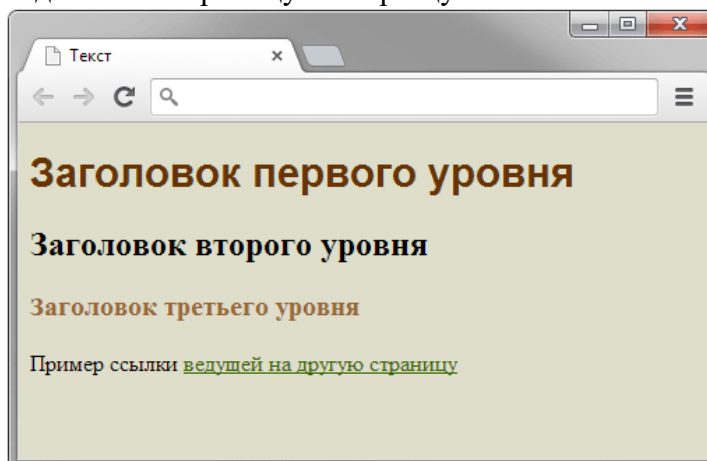 Текст
Заголовок первого уровня
Заголовок второго уровня
Заголовок третьего уровня
Пример ссылки ведущей на другую страницу